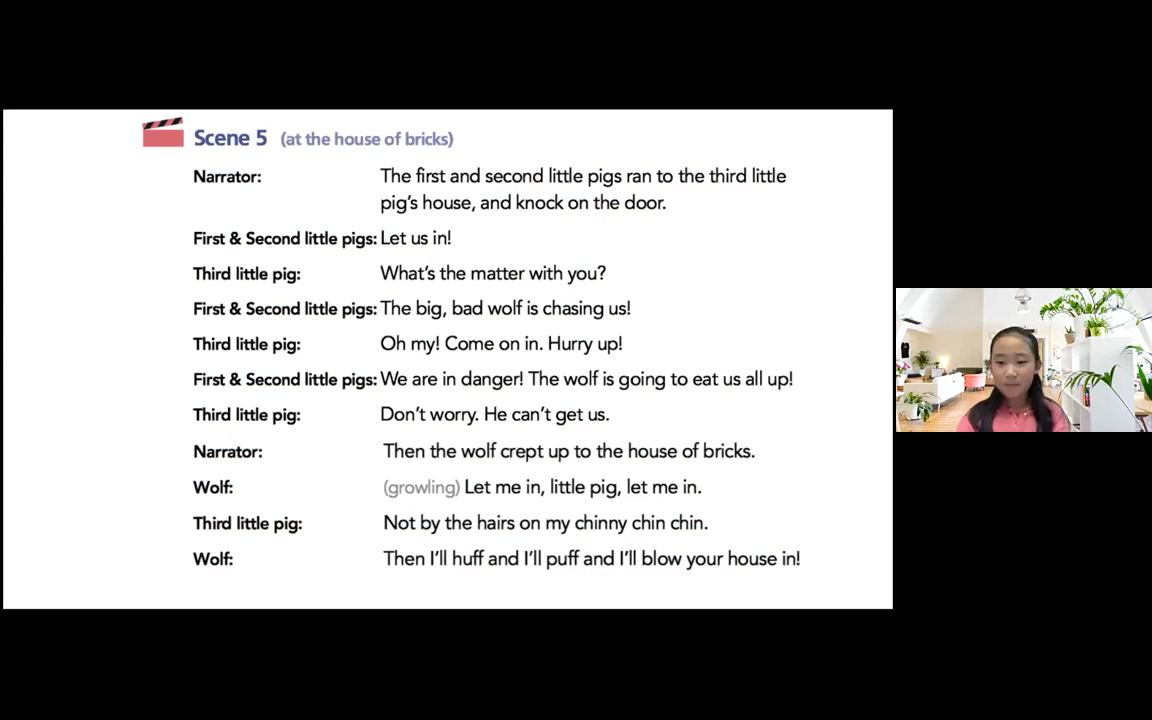 Scene 5 (at the house of bricks)
Narrator: The first and second little pigs ran to the third little
pig's house, and knock on the door.
First & Second little pigs: Let us in!
Third little pig: What's the matter with you?
First & Second little pigs: The big, bad wolf is chasing us!
Third little pig: Oh my! Come on in. Hurry up!
First & Second little pigs: We are in danger! The wolf is going to eat us all up!
Third little pig: Don't worry. He can't get us.
Narrator: Then the wolf crept up to the house of bricks.
Wolf: (growling) Let me in, little pig, let me in.
Third little pig: Not by the hairs on my chinny chin chin.
Wolf: Then I'll huff and I'll puff and I'll blow your house in!